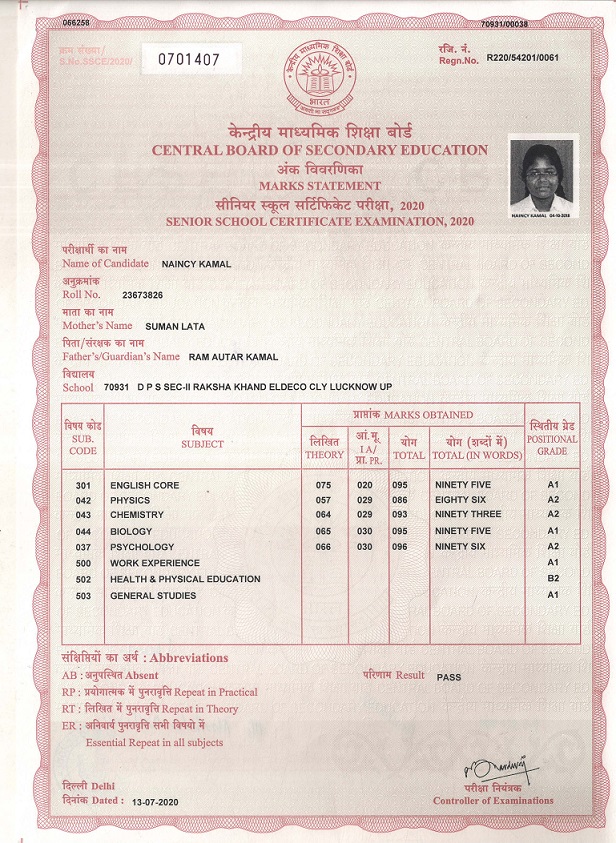 066258
70931/00038
क्रम संख्या/
S.No.SSCE/2020/ 0701407
रजि. नं.
Regn.No. R220/54201/0061
भारत
केन्द्रीय माध्यमिक शिक्षा बोर्ड
CENTRAL BOARD OF SECONDARY EDUCATION
अंक विवरणिका
MARKS STATEMENT
सीनियर स्कूल सर्टिफिकेट परीक्षा, 2020
SENIOR SCHOOL CERTIFICATE EXAMINATION, 2020
NAINCY KAMAL 04-10-2018
परीक्षार्थी का नाम
Name of Candidate NAINCY KAMAL
अनुक्रमांक
Roll No. 23673826
माता का नाम
Mother's Name SUMAN LATA
पिता/संरक्षक का नाम
Father's/Guardian's Name RAM AUTAR KAMAL
विद्यालय
School 70931 D P S SEC-II RAKSHA KHAND ELDECO CLY LUCKNOW UP
विषय कोड
SUB.
CODE
विषय
SUBJECT
प्राप्तांक MARKS OBTAINED
लिखित
THEORY
आं.मू.
I A/
प्रा. PR.
योग
TOTAL
योग (शब्दों में)
TOTAL (IN WORDS)
स्थितीय ग्रेड
POSITIONAL
GRADE
301 ENGLISH CORE 075 020 095 NINETY FIVE A1
042 PHYSICS 057 029 086 EIGHTY SIX A2
043 CHEMISTRY 064 029 093 NINETY THREE A2
044 BIOLOGY 065 030 095 NINETY FIVE A1
037 PSYCHOLOGY 066 030 096 NINETY SIX A2
500 WORK EXPERIENCE A1
502 HEALTH & PHYSICAL EDUCATION B2
503 GENERAL STUDIES A1
संक्षिप्तियों का अर्थ : Abbreviations
AB : अनुपस्थित Absent
परिणाम Result PASS
RP : प्रयोगात्मक में पुनरावृत्ति Repeat in Practical
RT : लिखित में पुनरावृत्ति Repeat in Theory
ER : अनिवार्य पुनरावृत्ति सभी विषयो में
Essential Repeat in all subjects
दिल्ली Delhi
दिनांक Dated : 13-07-2020
परीक्षा नियंत्रक
Controller of Examinations